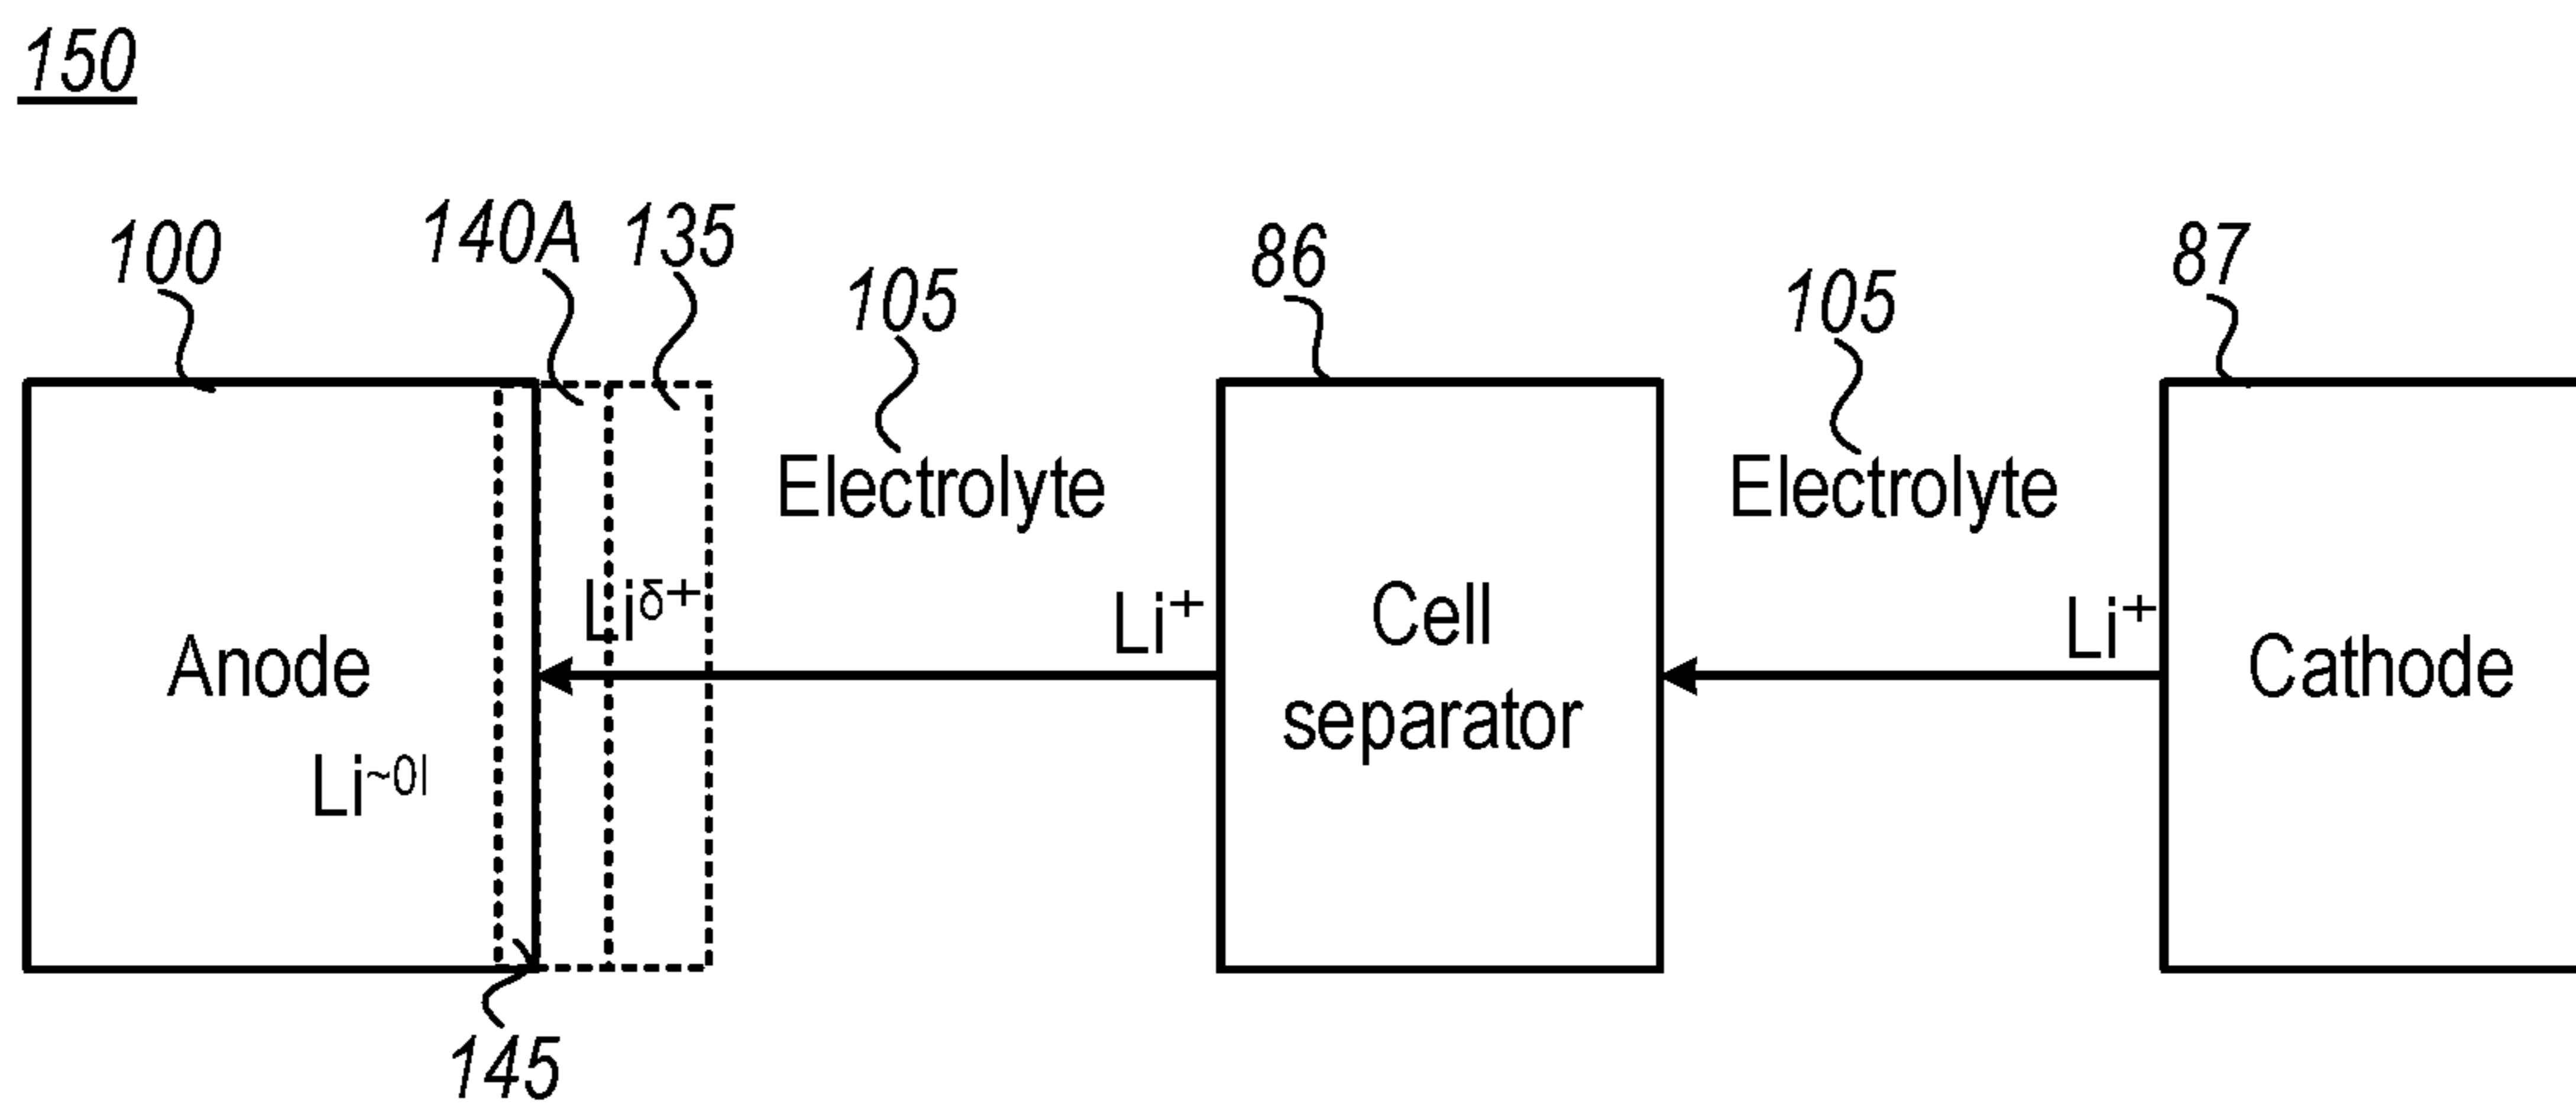 150
100
140A 135
105
86
105
87
Electrolyte
Electrolyte
Liδ+
Li+
Li+
Anode
Cell
separator
Cathode
Li~0I
145